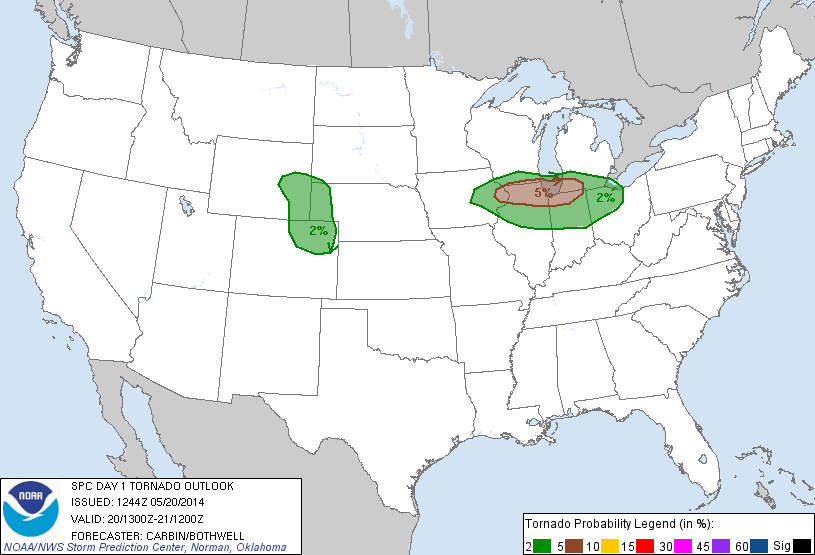 2%
5%
2%
NOAA
SPC DAY 1 TORNADO OUTLOOK
ISSUED: 1244Z 05/20/2014
VALID: 20/1300Z-21/1200Z
FORECASTER: CARBIN/BOTHWELL
NOAA/NWS Storm Prediction Center, Norman, Oklahoma
Tornado Probability Legend (in %):
2 5 10 15 30 45 60 Sig